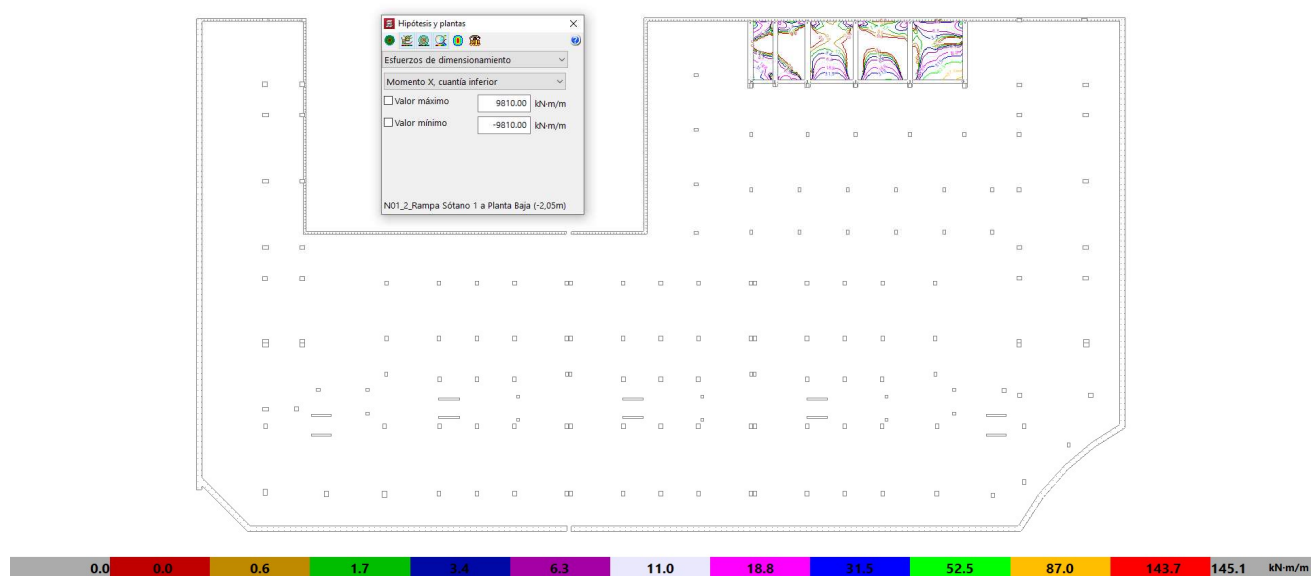 Hipótesis y plantas
Esfuerzos de dimensionamiento
Momento X, cuantía inferior
Valor máximo 9810.00 kN·m/m
Valor mínimo -9810.00 kN·m/m
N01_2_Rampa Sótano 1 a Planta Baja (-2,05m)
0.0 0.0 0.6 1.7 3.4 6.3 11.0 18.8 31.5 52.5 87.0 143.7 145.1 kN·m/m